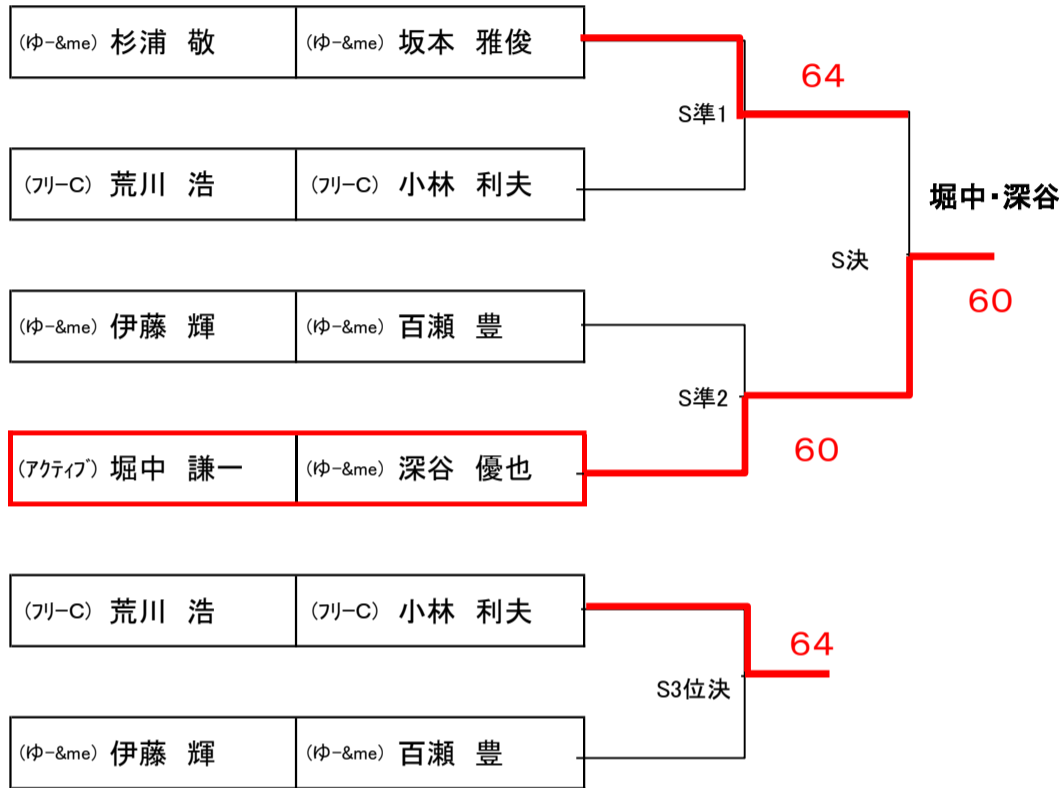 (ゆｰ&me) 杉浦 敬 (ゆｰ&me) 坂本 雅俊
64
S準1
(ﾌﾘｰC) 荒川 浩 (ﾌﾘｰC) 小林 利夫
堀中・深谷
S決
60
(ゆｰ&me) 伊藤 輝 (ゆｰ&me) 百瀬 豊
S準2
60
(ｱｸﾃｨﾌﾞ) 堀中 謙一 (ゆｰ&me) 深谷 優也
(ﾌﾘｰC) 荒川 浩 (ﾌﾘｰC) 小林 利夫
64
S3位決
(ゆｰ&me) 伊藤 輝 (ゆｰ&me) 百瀬 豊